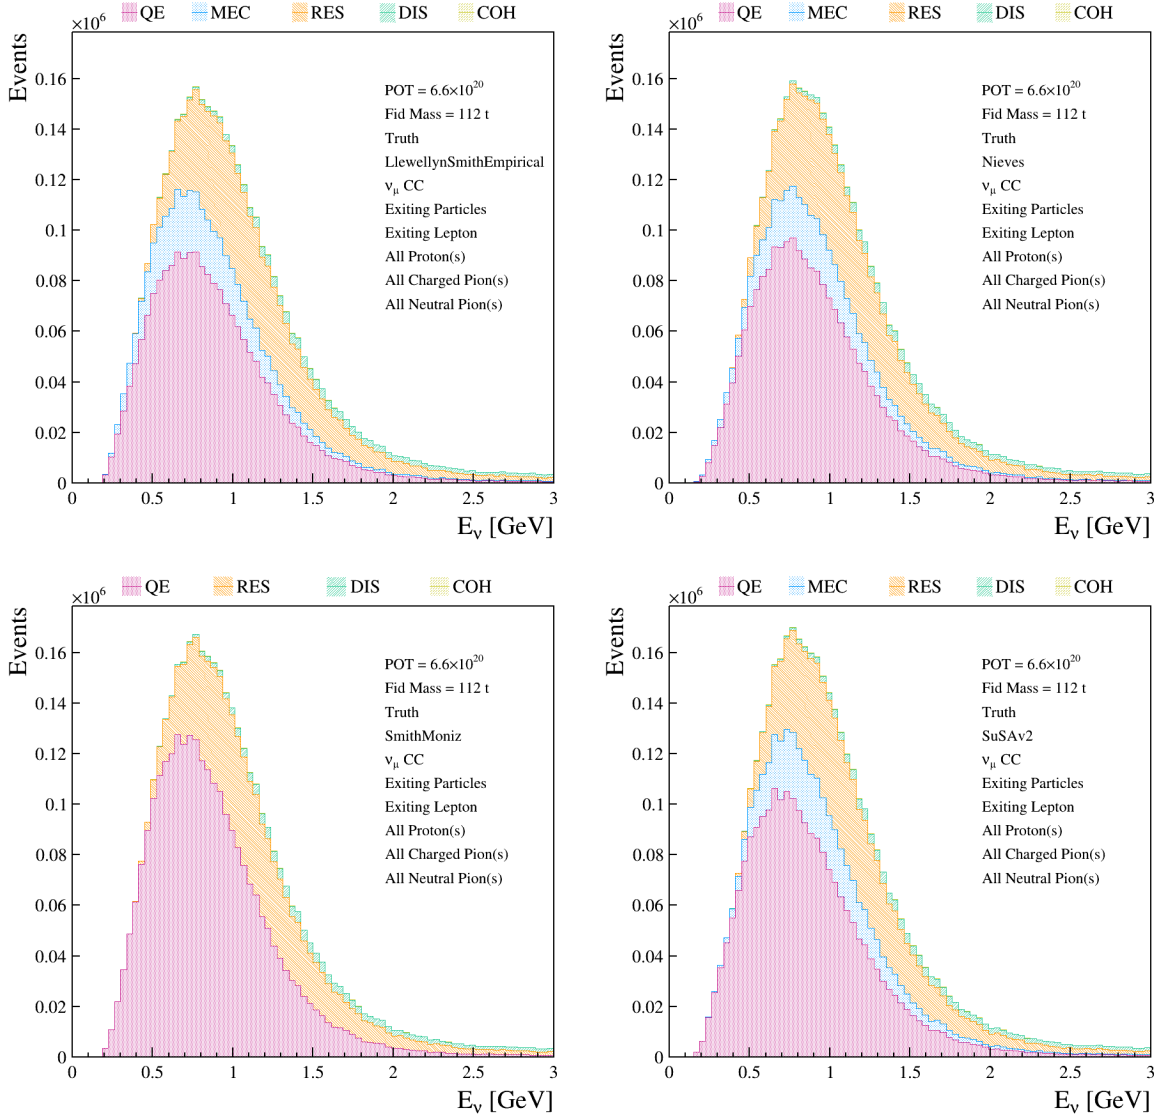 QE MEC RES DIS COH
×10⁶
Events
0.16
0.14
0.12
0.1
0.08
0.06
0.04
0.02
0
POT = 6.6×10²⁰
Fid Mass = 112 t
Truth
LlewellynSmithEmpirical
νμ CC
Exiting Particles
Exiting Lepton
All Proton(s)
All Charged Pion(s)
All Neutral Pion(s)
0 0.5 1 1.5 2 2.5 3
Eν [GeV]
QE MEC RES DIS COH
×10⁶
Events
0.16
0.14
0.12
0.1
0.08
0.06
0.04
0.02
0
POT = 6.6×10²⁰
Fid Mass = 112 t
Truth
Nieves
νμ CC
Exiting Particles
Exiting Lepton
All Proton(s)
All Charged Pion(s)
All Neutral Pion(s)
0 0.5 1 1.5 2 2.5 3
Eν [GeV]
QE RES DIS COH
×10⁶
Events
0.16
0.14
0.12
0.1
0.08
0.06
0.04
0.02
0
POT = 6.6×10²⁰
Fid Mass = 112 t
Truth
SmithMoniz
νμ CC
Exiting Particles
Exiting Lepton
All Proton(s)
All Charged Pion(s)
All Neutral Pion(s)
0 0.5 1 1.5 2 2.5 3
Eν [GeV]
QE MEC RES DIS COH
×10⁶
Events
0.16
0.14
0.12
0.1
0.08
0.06
0.04
0.02
0
POT = 6.6×10²⁰
Fid Mass = 112 t
Truth
SuSAv2
νμ CC
Exiting Particles
Exiting Lepton
All Proton(s)
All Charged Pion(s)
All Neutral Pion(s)
0 0.5 1 1.5 2 2.5 3
Eν [GeV]